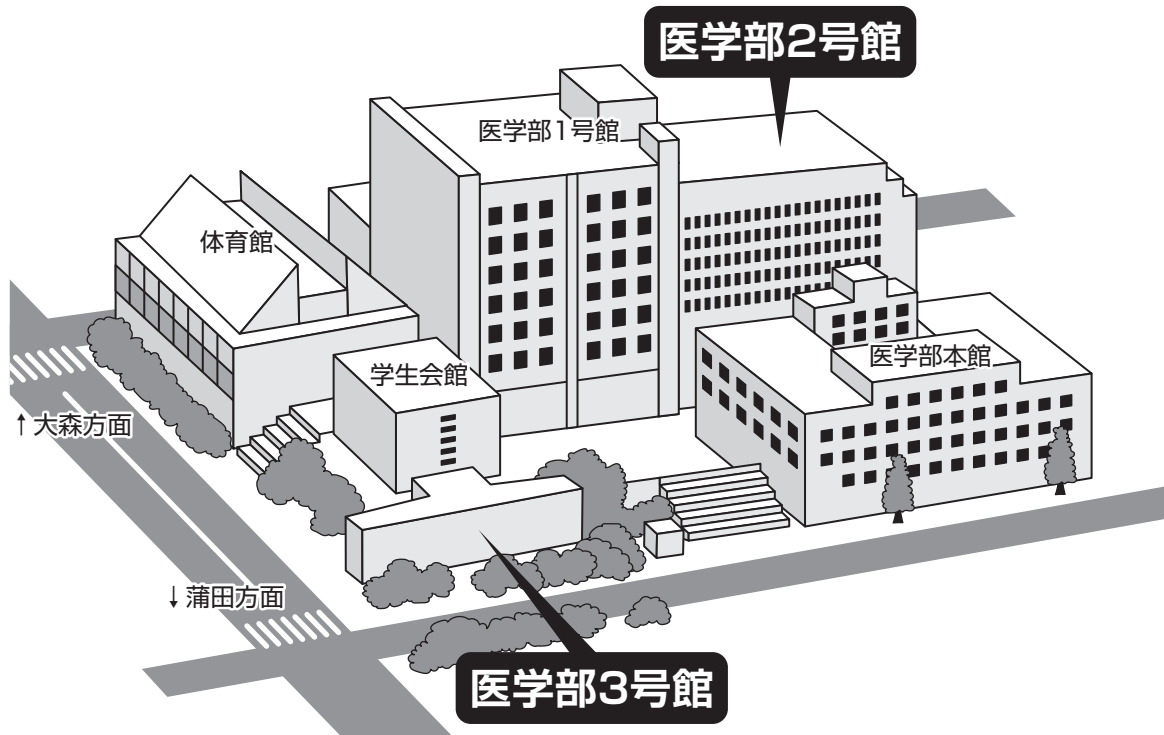 医学部2号館
医学部1号館
体育館
医学部本館
学生会館
↑大森方面
↓蒲田方面
医学部3号館